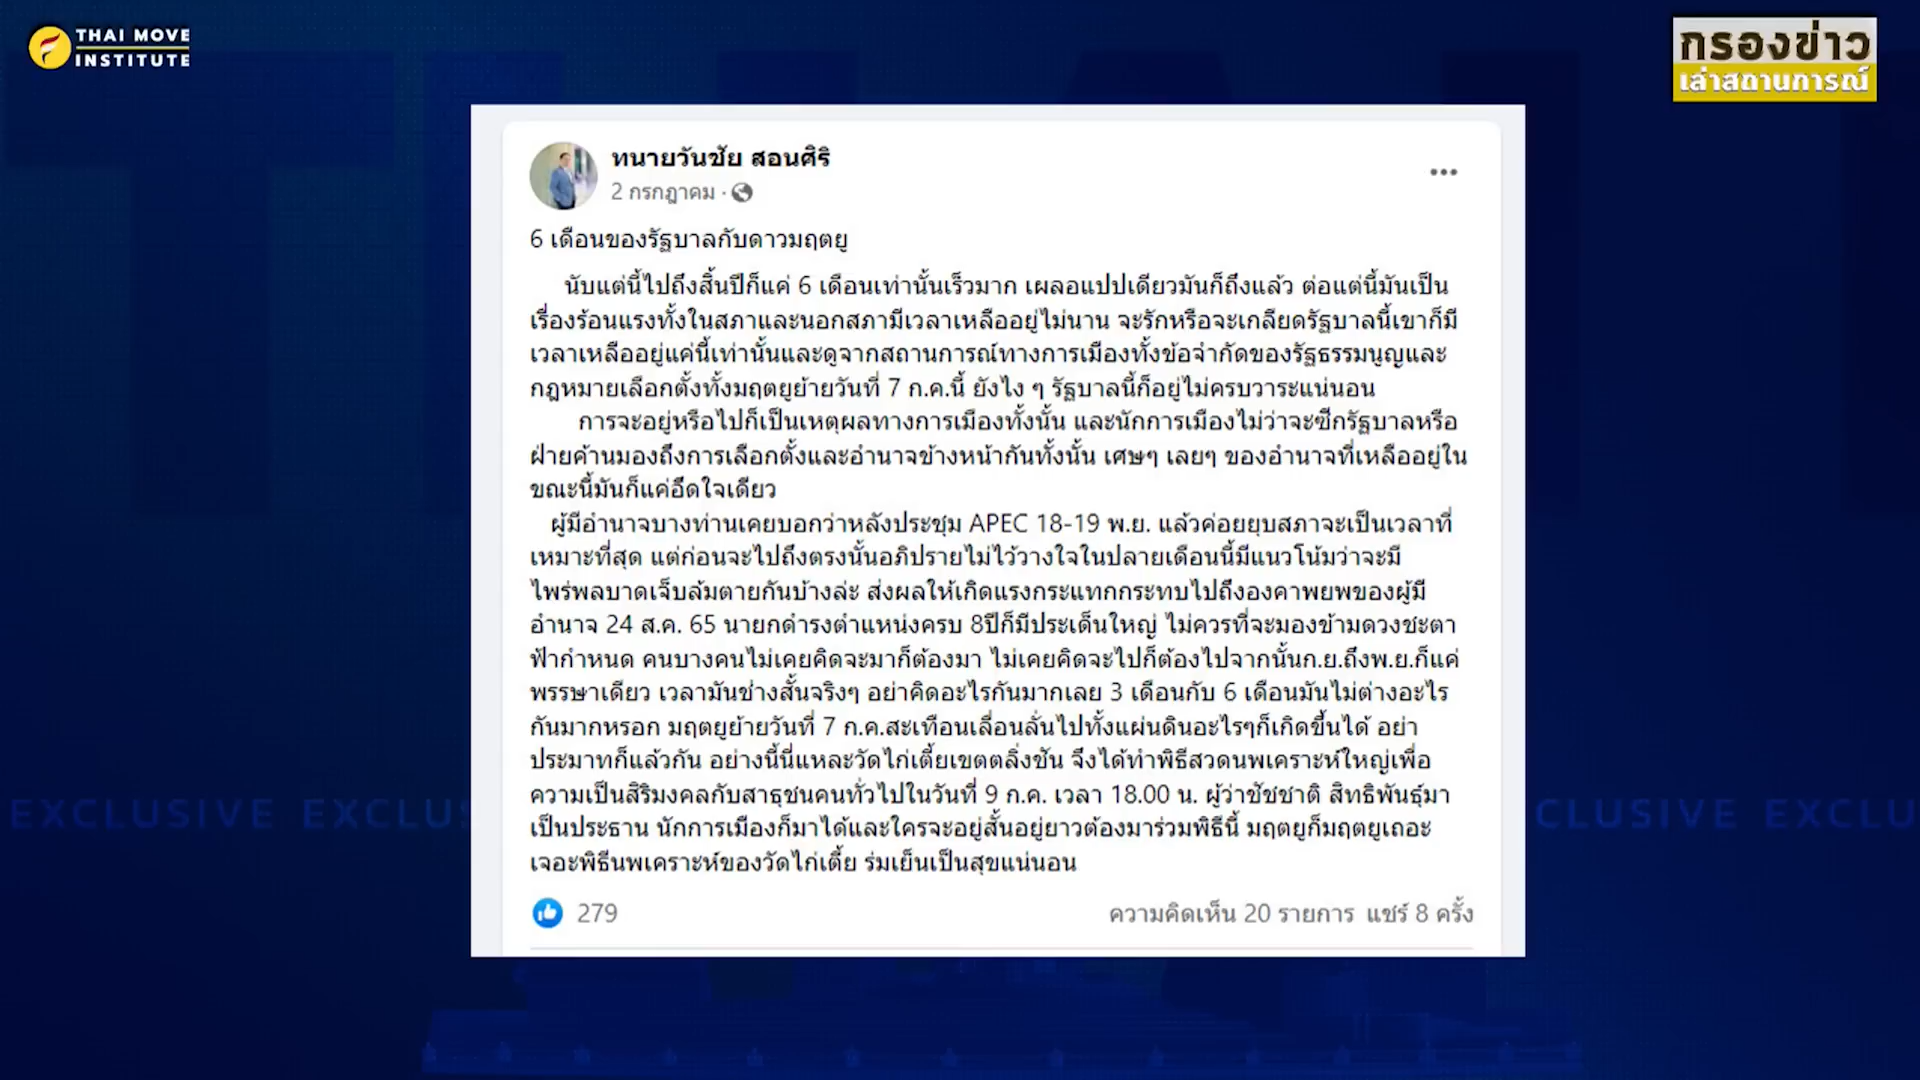 THAI MOVE
INSTITUTE
กรองข่าว
เล่าสถานการณ์
ทนายวันชัย สอนศิริ
2 กรกฎาคม ·
6 เดือนของรัฐบาลกับดาวมฤตยู
นับแต่นี้ไปถึงสิ้นปีก็แค่ 6 เดือนเท่านั้นเร็วมาก เผลอแปปเดียวมันก็ถึงแล้ว ต่อแต่นี้มันเป็น
เรื่องร้อนแรงทั้งในสภาและนอกสภามีเวลาเหลืออยู่ไม่นาน จะรักหรือจะเกลียดรัฐบาลนี้เขาก็มี
เวลาเหลืออยู่แค่นี้เท่านั้นและดูจากสถานการณ์ทางการเมืองทั้งข้อจำกัดของรัฐธรรมนูญและ
กฎหมายเลือกตั้งทั้งมฤตยูย้ายวันที่ 7 ก.ค.นี้ ยังไง ๆ รัฐบาลนี้ก็อยู่ไม่ครบวาระแน่นอน
การจะอยู่หรือไปก็เป็นเหตุผลทางการเมืองทั้งนั้น และนักการเมืองไม่ว่าจะซีกรัฐบาลหรือ
ฝ่ายค้านมองถึงการเลือกตั้งและอำนาจข้างหน้ากันทั้งนั้น เศษๆ เลยๆ ของอำนาจที่เหลืออยู่ใน
ขณะนี้มันก็แค่อึดใจเดียว
ผู้มีอำนาจบางท่านเคยบอกว่าหลังประชุม APEC 18-19 พ.ย. แล้วค่อยยุบสภาจะเป็นเวลาที่
เหมาะที่สุด แต่ก่อนจะไปถึงตรงนั้นอภิปรายไม่ไว้วางใจในปลายเดือนนี้มีแนวโน้มว่าจะมี
ไพร่พลบาดเจ็บล้มตายกันบ้างล่ะ ส่งผลให้เกิดแรงกระแทกกระทบไปถึงองคาพยพของผู้มี
อำนาจ 24 ส.ค. 65 นายกดำรงตำแหน่งครบ 8ปีก็มีประเด็นใหญ่ ไม่ควรที่จะมองข้ามดวงชะตา
ฟ้ากำหนด คนบางคนไม่เคยคิดจะมาก็ต้องมา ไม่เคยคิดจะไปก็ต้องไปจากนั้นก.ย.ถึงพ.ย.ก็แค่
พรรษาเดียว เวลามันช่างสั้นจริงๆ อย่าคิดอะไรกันมากเลย 3 เดือนกับ 6 เดือนมันไม่ต่างอะไร
กันมากหรอก มฤตยูย้ายวันที่ 7 ก.ค.สะเทือนเลื่อนลั่นไปทั้งแผ่นดินอะไรๆก็เกิดขึ้นได้ อย่า
ประมาทก็แล้วกัน อย่างนี้นี่แหละวัดไก่เตี้ยเขตตลิ่งชัน จึงได้ทำพิธีสวดนพเคราะห์ใหญ่เพื่อ
ความเป็นสิริมงคลกับสาธุชนคนทั่วไปในวันที่ 9 ก.ค. เวลา 18.00 น. ผู้ว่าชัชชาติ สิทธิพันธุ์มา
เป็นประธาน นักการเมืองก็มาได้และใครจะอยู่สั้นอยู่ยาวต้องมาร่วมพิธีนี้ มฤตยูก็มฤตยูเถอะ
เจอะพิธีนพเคราะห์ของวัดไก่เตี้ย ร่มเย็นเป็นสุขแน่นอน
279
ความคิดเห็น 20 รายการ แชร์ 8 ครั้ง
EXCLUSIVE EXCLU
CLUSIVE EXCLU